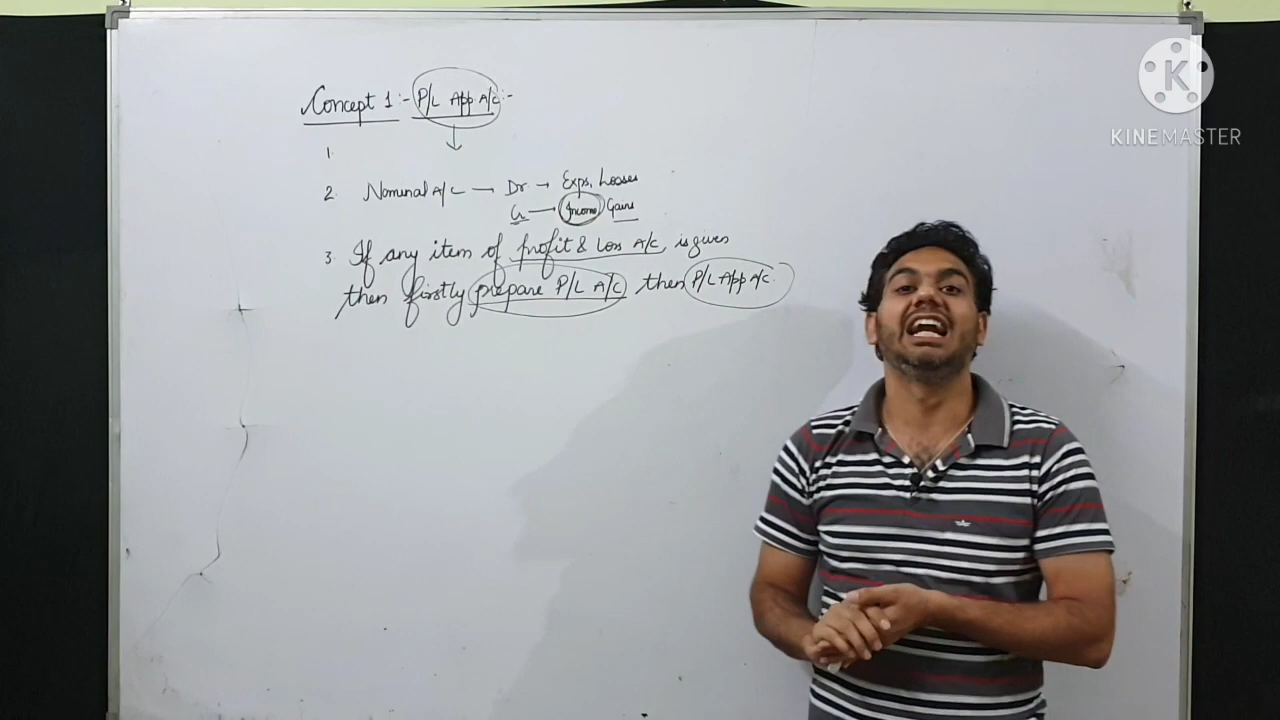 Concept 1:- P/L App A/c:-
1.
2. Nominal A/c → Dr → Exps, Looses
Cr → Income, Gains
3. If any item of profit & Loss A/c, is given
then firstly prepare P/L A/c then P/L App A/c.
K
KINEMASTER